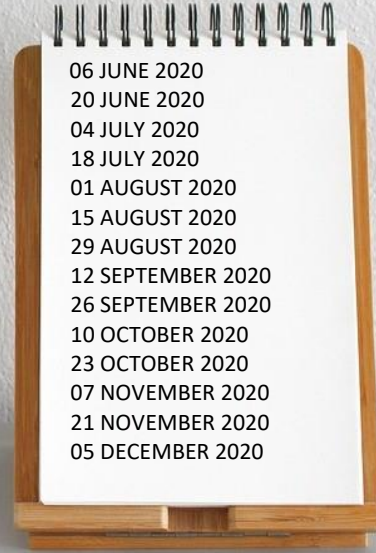 06 JUNE 2020
20 JUNE 2020
04 JULY 2020
18 JULY 2020
01 AUGUST 2020
15 AUGUST 2020
29 AUGUST 2020
12 SEPTEMBER 2020
26 SEPTEMBER 2020
10 OCTOBER 2020
23 OCTOBER 2020
07 NOVEMBER 2020
21 NOVEMBER 2020
05 DECEMBER 2020